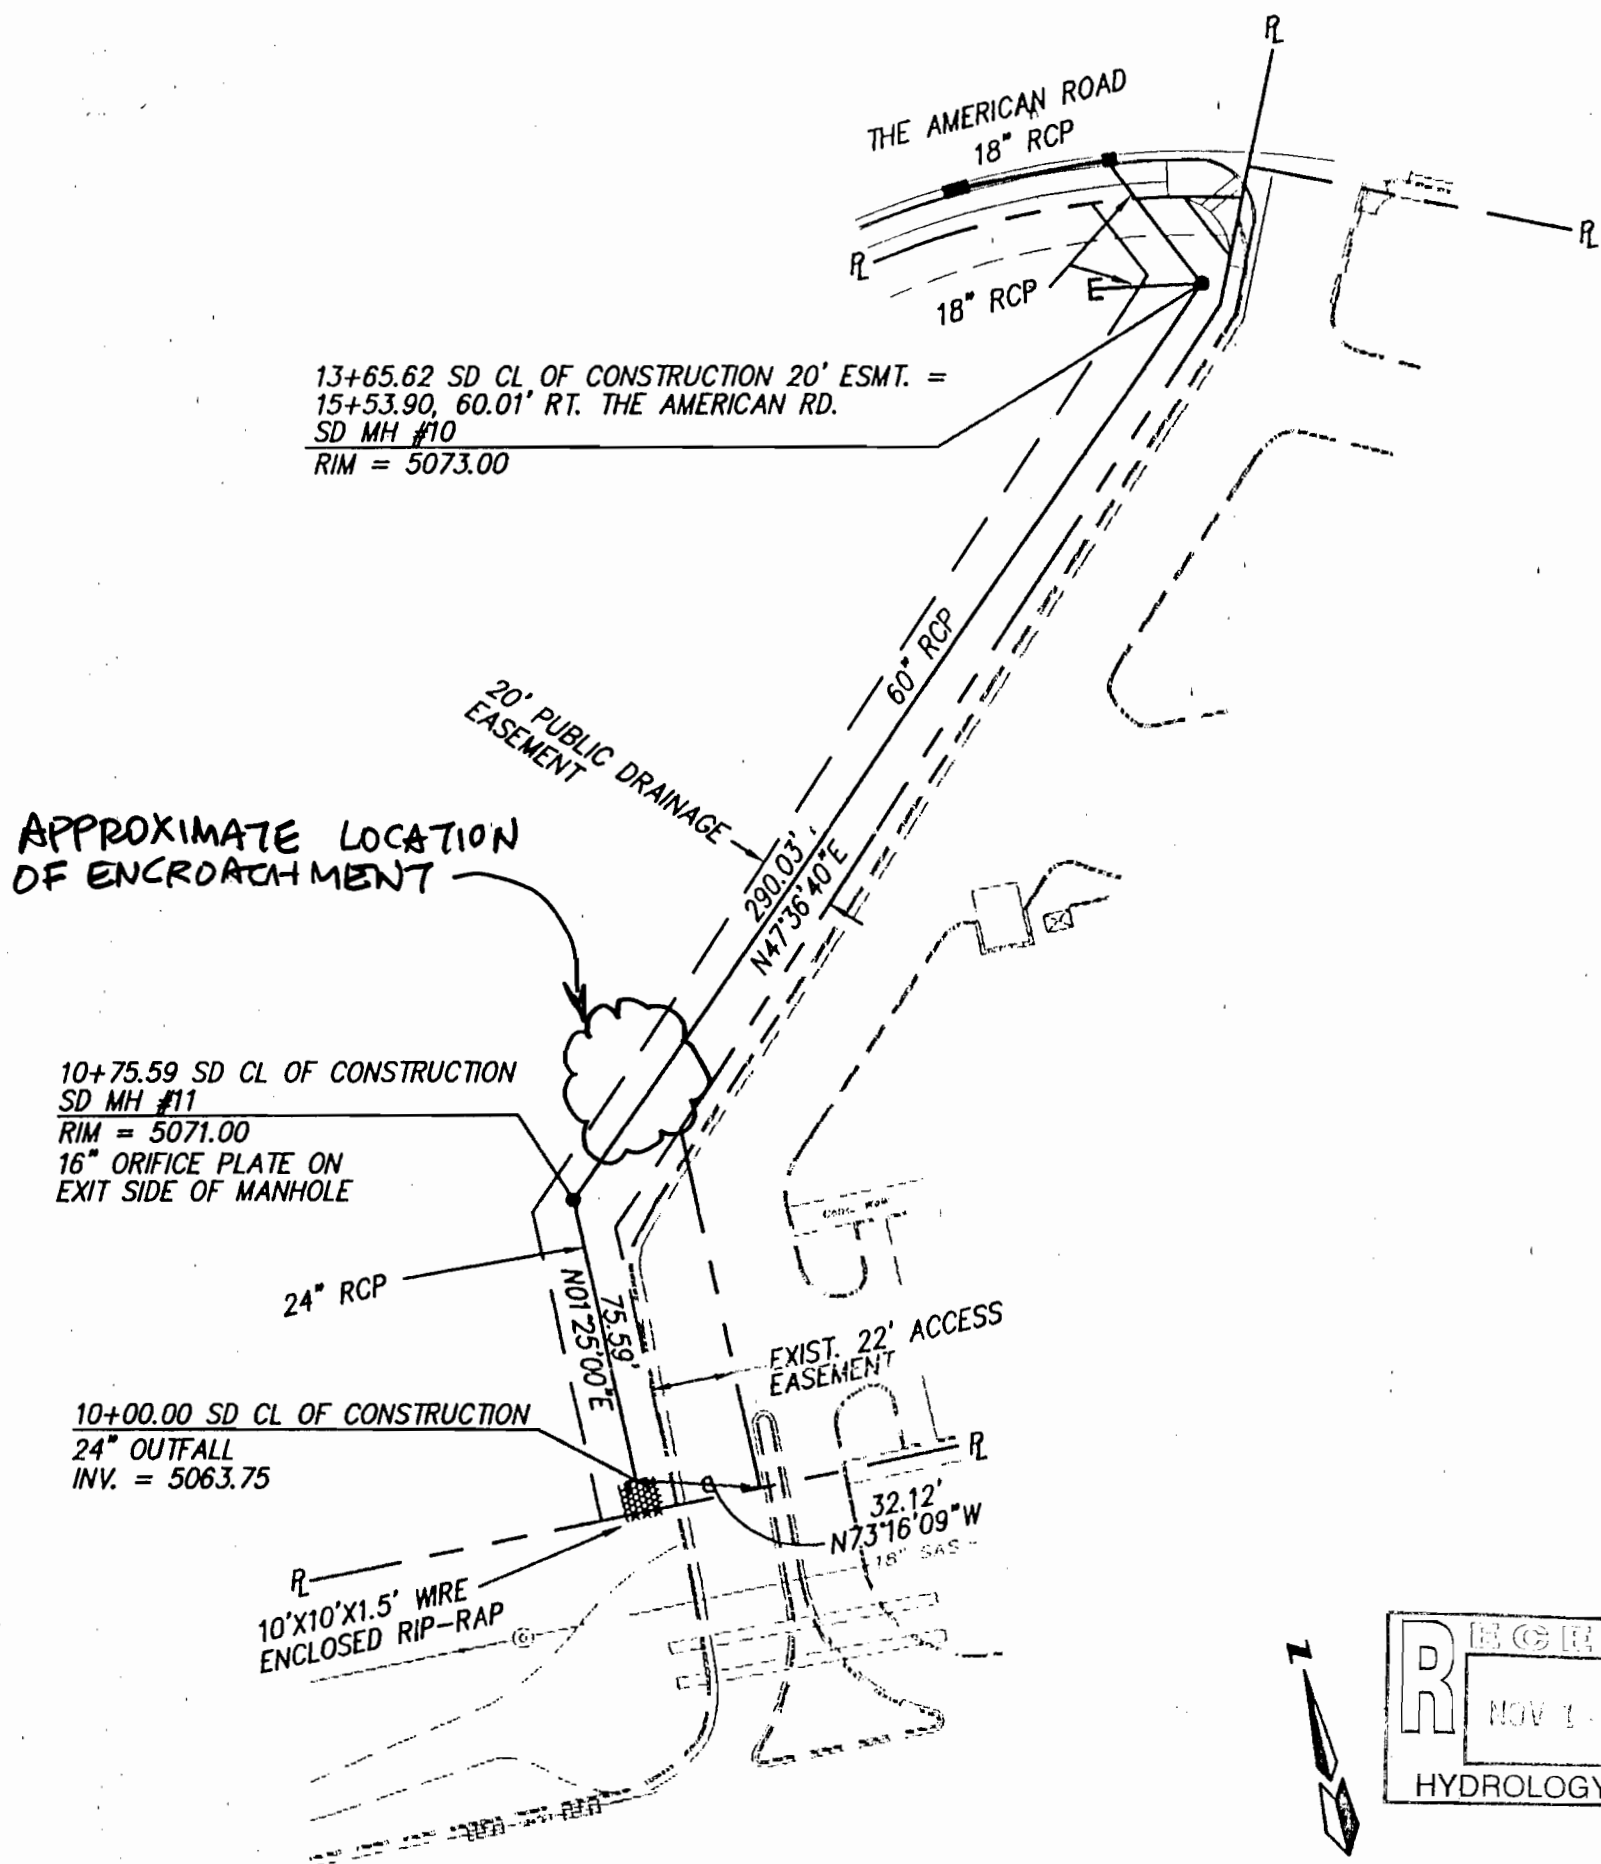 THE AMERICAN ROAD
18" RCP
18" RCP
E
13+65.62 SD CL OF CONSTRUCTION 20' ESMT. =
15+53.90, 60.01' RT. THE AMERICAN RD.
SD MH #10
RIM = 5073.00
60" RCP
20' PUBLIC DRAINAGE
EASEMENT
290.03'
N47°36'40"E
APPROXIMATE LOCATION
OF ENCROACHMENT
10+75.59 SD CL OF CONSTRUCTION
SD MH #11
RIM = 5071.00
16" ORIFICE PLATE ON
EXIT SIDE OF MANHOLE
24" RCP
75.59'
N01°25'00"E
EXIST. 22' ACCESS
EASEMENT
10+00.00 SD CL OF CONSTRUCTION
24" OUTFALL
INV. = 5063.75
32.12'
N73°16'09"W
18" SAS
10'X10'X1.5' WIRE
ENCLOSED RIP-RAP
RECE
NOV 1
HYDROLOGY